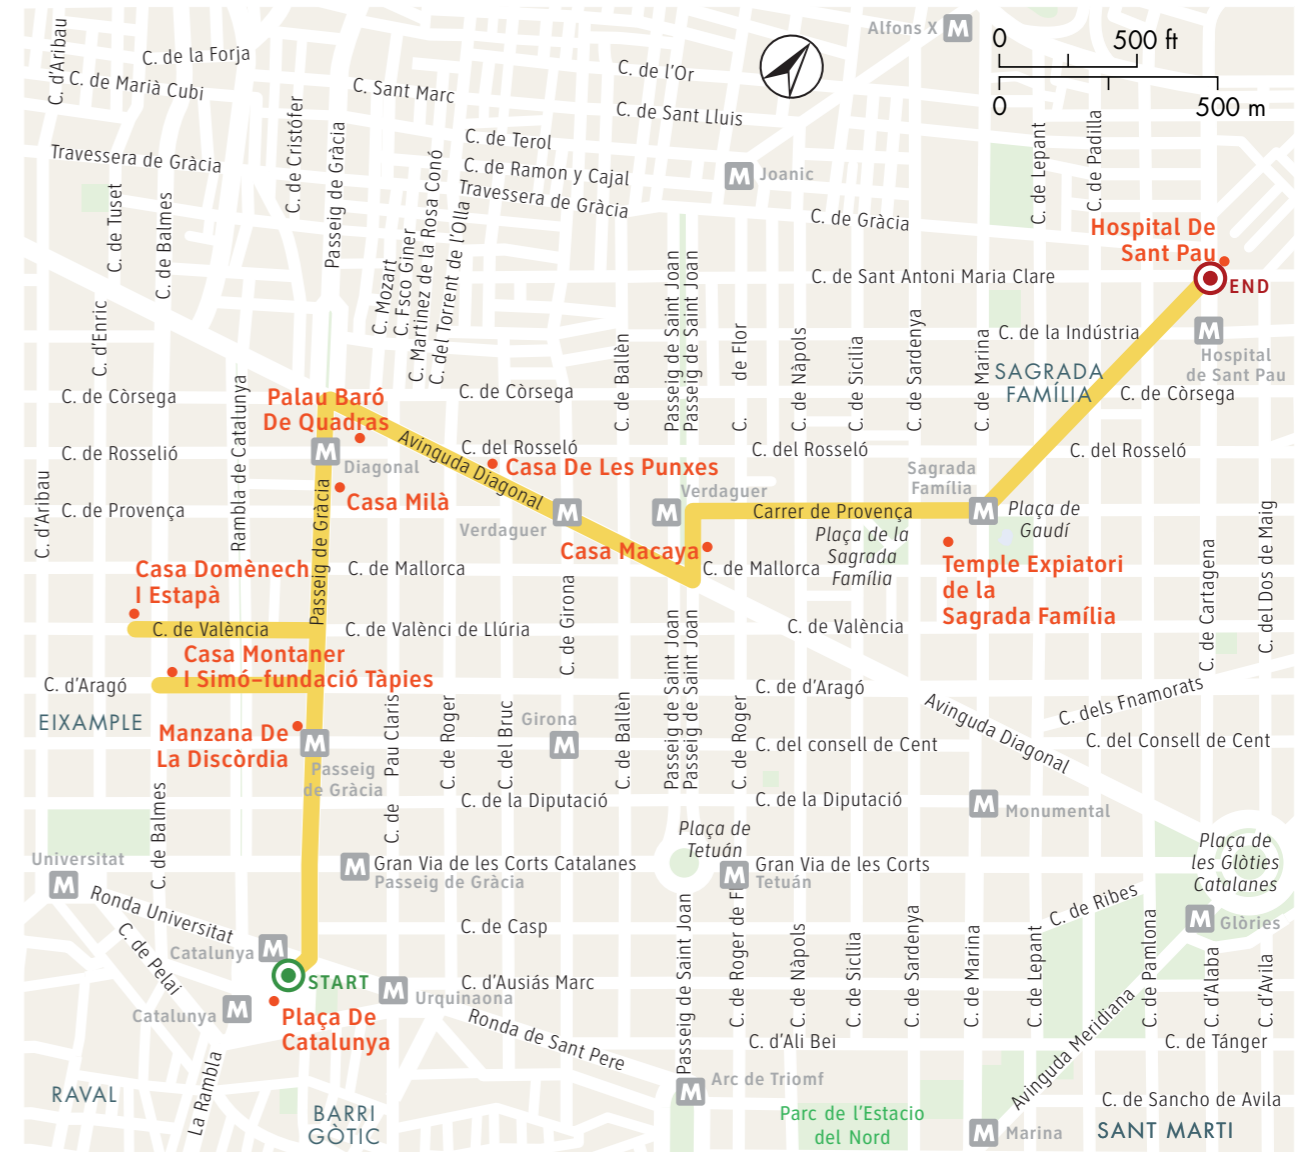 C. d'Aribau
C. de la Forja
C. de Marià Cubi
C. Sant Marc
C. de l'Or
C. de Sant Lluis
Alfons X
M
0
500 ft
0
500 m
Travessera de Gràcia
C. de Cristófer
Passeig de Gràcia
C. de Terol
C. de Ramon y Cajal
Travessera de Gràcia
M
Joanic
C. de Lepant
C. de Padilla
C. de Tuset
C. de Balmes
C. de Gràcia
Hospital De
Sant Pau
END
C. Mozart
C. Fsco Giner
C. Martinez de la Rosa Conó
C. del Torrent de l'Olla
Passeig de Saint Joan
Passeig de Saint Joan
C. de Sant Antoni Maria Clare
C. d'Enric
C. de Ballèn
C. de Flor
C. de Nàpols
C. de Sicilia
C. de Sardenya
C. de Marina
C. de la Indústria
M
Hospital
de Sant Pau
SAGRADA
FAMÍLIA
C. de Còrsega
Rambla de Catalunya
Palau Baró
De Quadras
C. de Còrsega
C. de Còrsega
C. de Rosselió
M
Diagonal
Avinguda Diagonal
C. del Rosseló
Casa De Les Punxes
C. del Rosseló
C. del Rosseló
Sagrada
Família
M
C. d'Aribau
C. de Provença
Passeig de Gràcia
Casa Milà
Verdaguer
M
M
Verdaguer
Carrer de Provença
Plaça de
Gaudí
Plaça de la
Sagrada
Família
C. de Cartagena
C. del Dos de Maig
Casa Domènech
I Estapà
C. de Mallorca
Casa Macaya
C. de Mallorca
Temple Expiatori
de la
Sagrada Família
C. de València
C. de Valènci de Llúria
C. de Girona
Passeig de Saint Joan
Passeig de Saint Joan
C. de València
Casa Montaner
I Simó–fundació Tàpies
C. d'Aragó
C. de d'Aragó
EIXAMPLE
Manzana De
La Discòrdia
M
Passeig
de Gràcia
C. de Pau Claris
C. de Roger
C. del Bruc
Girona
M
C. de Ballèn
C. de Roger
Avinguda Diagonal
C. dels Fnamorats
C. del consell de Cent
C. del Consell de Cent
C. de Balmes
C. de la Diputació
C. de la Diputació
M
Monumental
Universitat
M
M
Gran Via de les Corts Catalanes
Passeig de Gràcia
Plaça de
Tetuán
M
Gran Via de les Corts
Tetuán
Plaça de
les Glòties
Catalanes
Ronda Universitat
C. de Pelaí
Catalunya
M
C. de Casp
Passeig de Saint Joan
C. de Roger de Fl
C. de Nàpols
C. de Sicilia
C. de Sardenya
C. de Marina
C. de Lepant
C. de Ribes
C. de Pamlona
M
Glòries
C. d'Alaba
C. d'Avila
START
M
Urquinaona
C. d'Ausiás Marc
Catalunya
M
Plaça De
Catalunya
Ronda de Sant Pere
C. d'Ali Bei
Avinguda Meridiana
C. de Tánger
RAVAL
La Rambla
BARRI
GÒTIC
M
Arc de Triomf
Parc de l'Estacio
del Nord
M
Marina
C. de Sancho de Avila
SANT MARTI